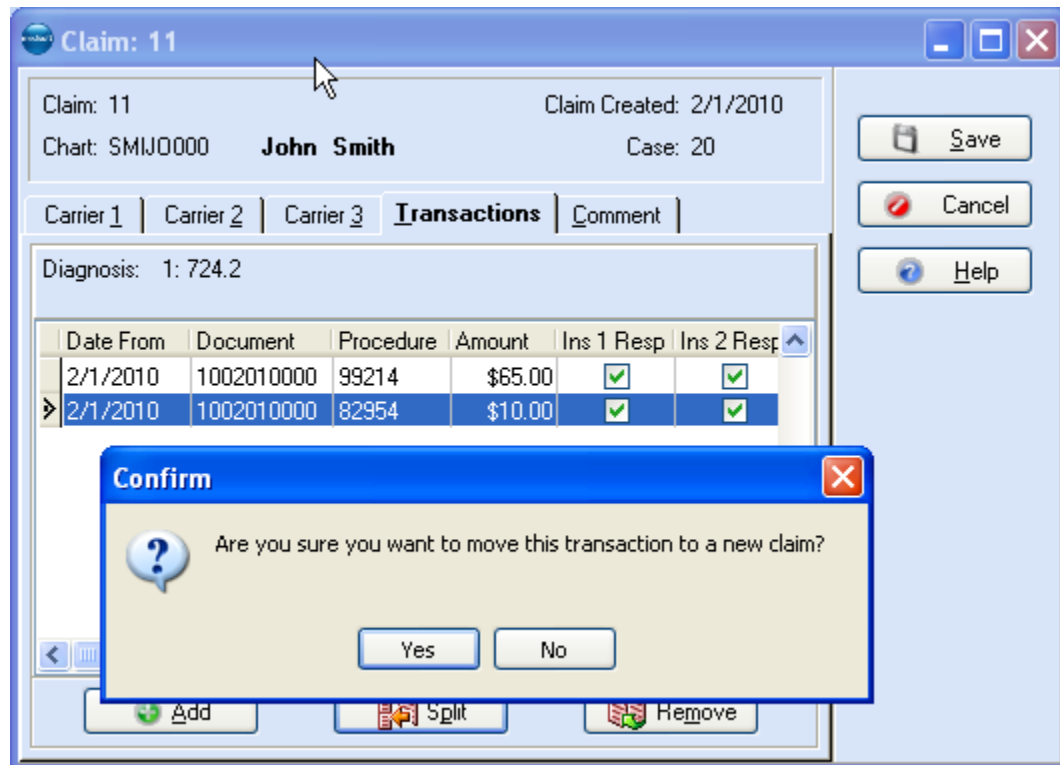 Claim: 11
Claim: 11 Claim Created: 2/1/2010
Chart: SMIJO000 John Smith Case: 20
Save
Cancel
Help
Carrier 1 Carrier 2 Carrier 3 Transactions Comment
Diagnosis: 1: 724.2
Date From Document Procedure Amount Ins 1 Resp Ins 2 Resp
2/1/2010 1002010000 99214 $65.00
2/1/2010 1002010000 82954 $10.00
Confirm
Are you sure you want to move this transaction to a new claim?
Yes No
Add Split Remove